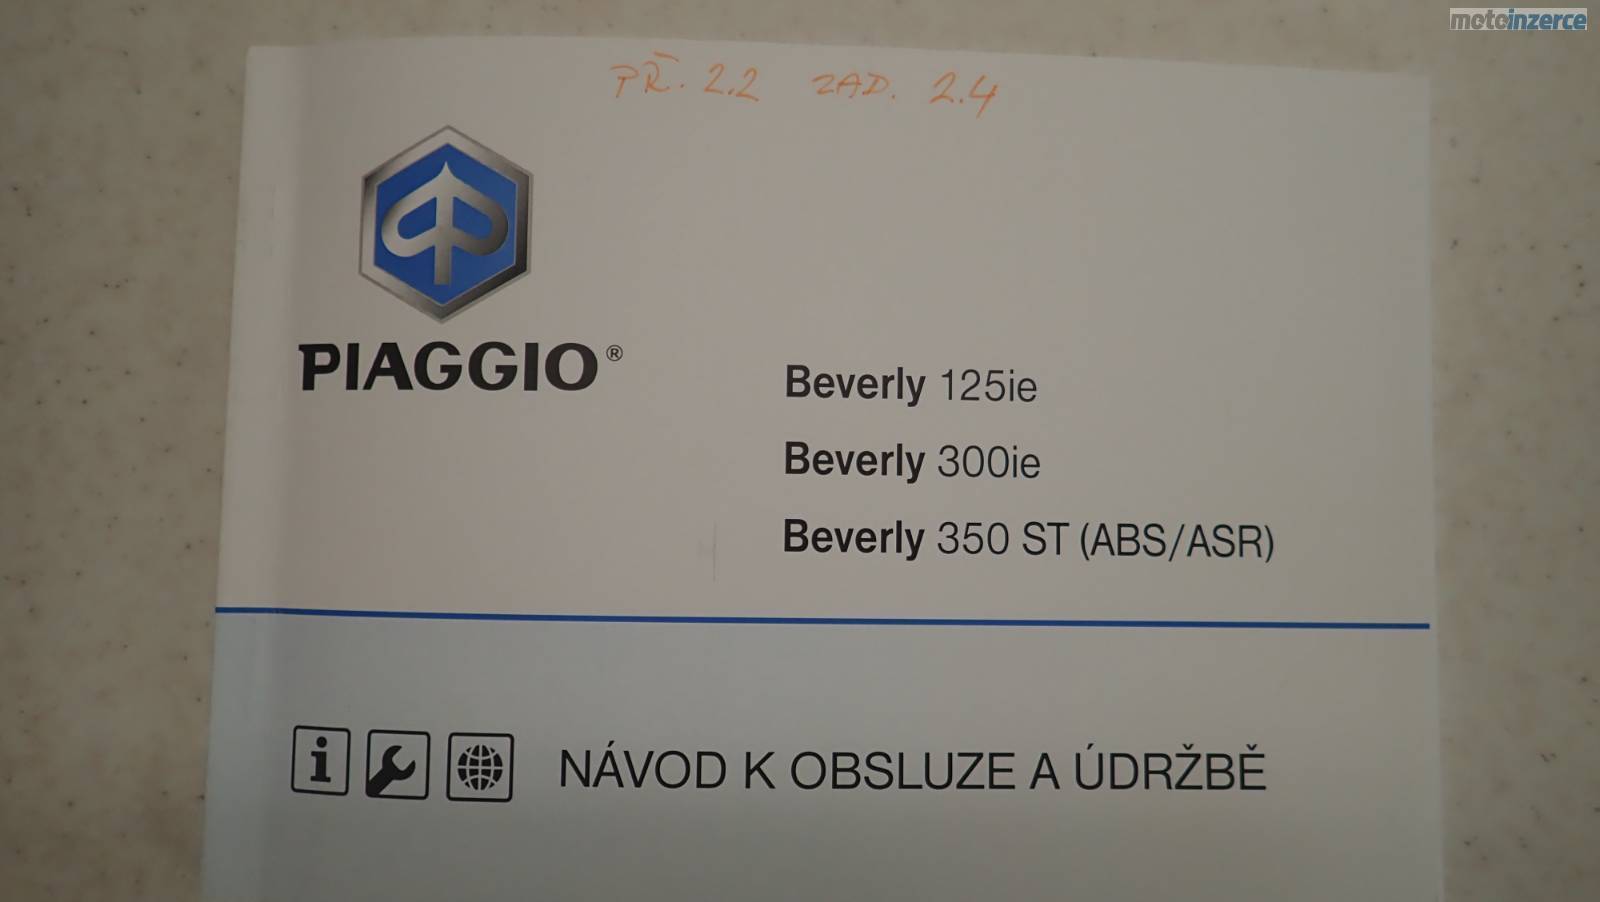 motoinzerce
PŘ. 2.2 ZAD. 2.4
PIAGGIO®
Beverly 125ie
Beverly 300ie
Beverly 350 ST (ABS/ASR)
NÁVOD K OBSLUZE A ÚDRŽBĚ